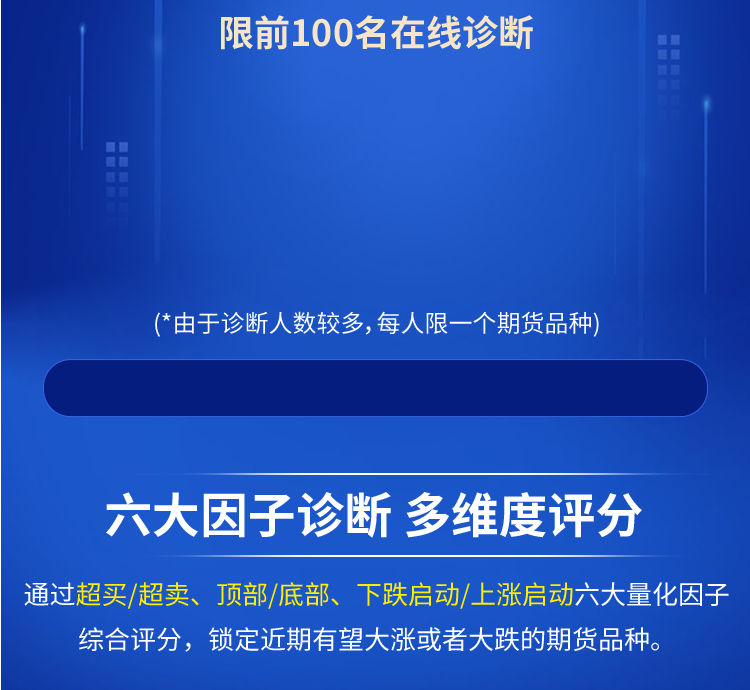 限前100名在线诊断
(*由于诊断人数较多，每人限一个期货品种)
六大因子诊断 多维度评分
通过超买/超卖、顶部/底部、下跌启动/上涨启动六大量化因子
综合评分，锁定近期有望大涨或者大跌的期货品种。